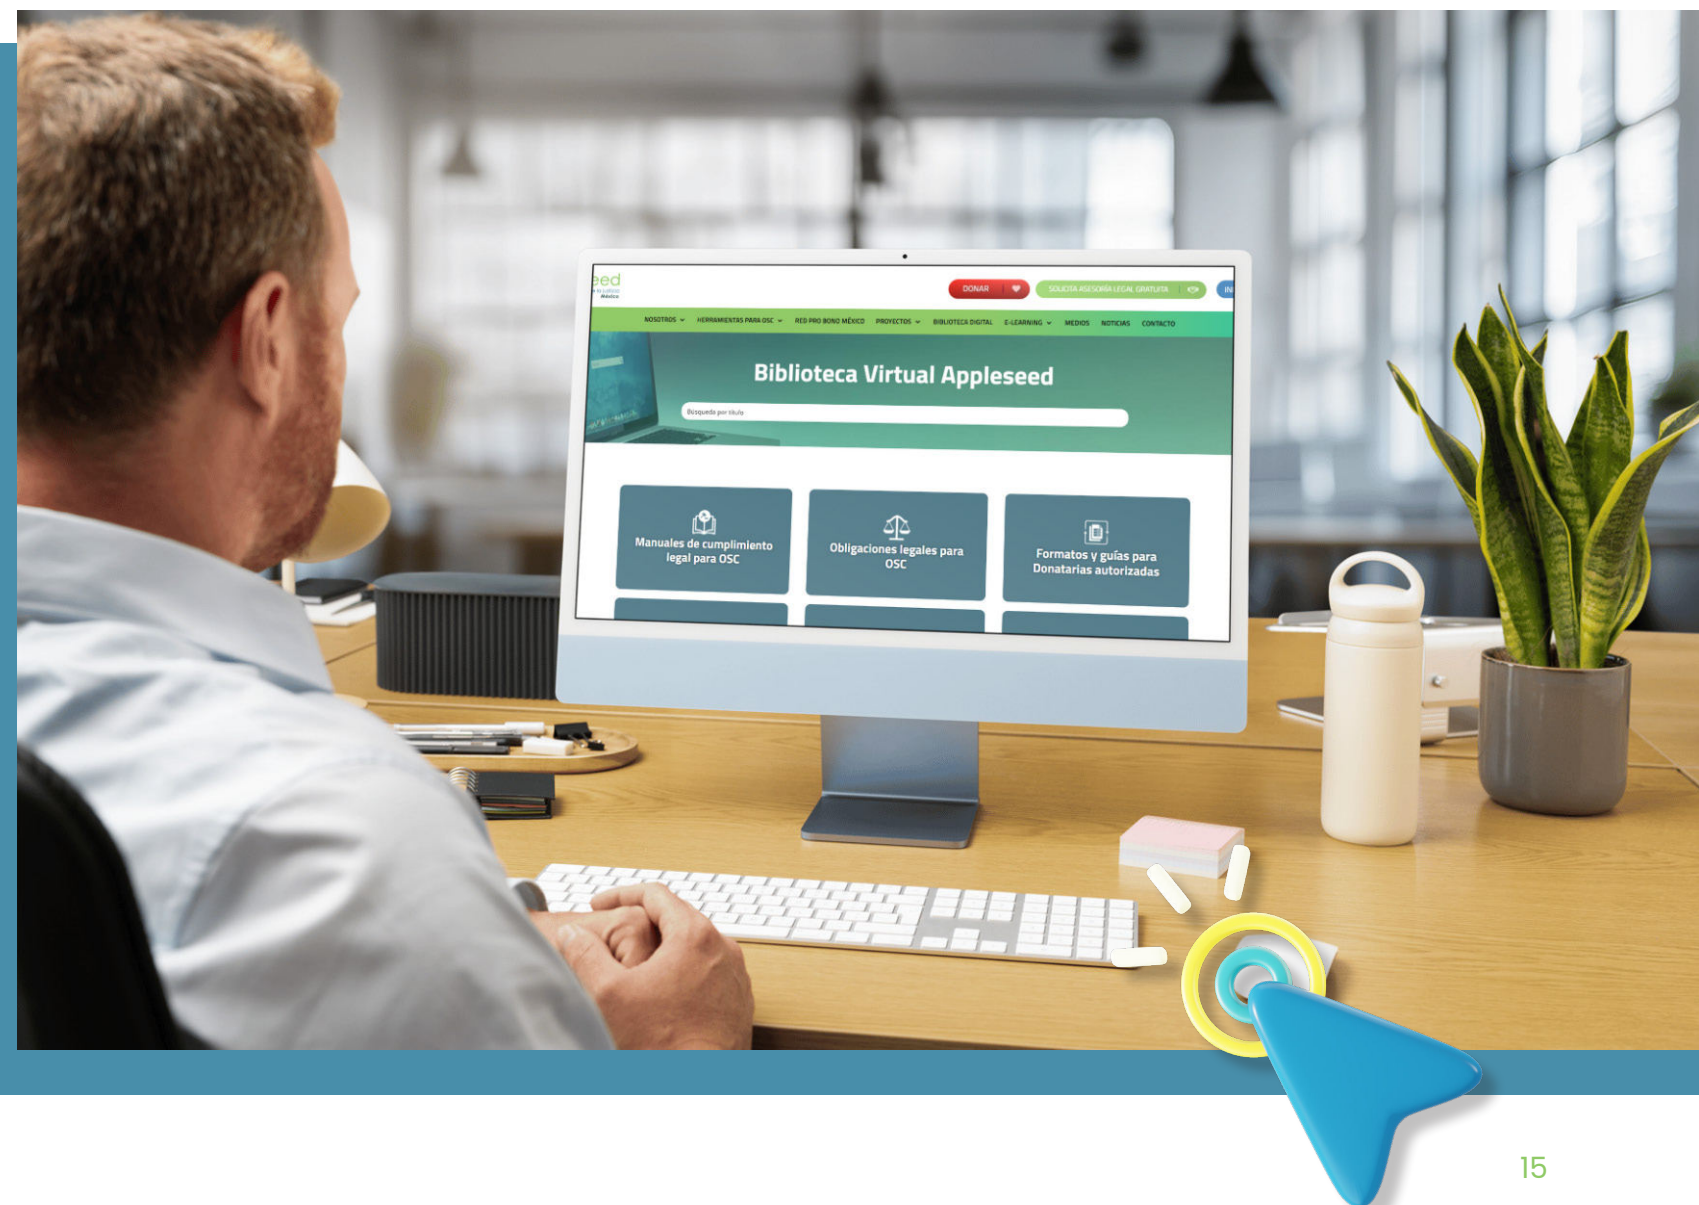 eed
México
DONAR
SOLICITA ASESORÍA LEGAL GRATUITA
NOSOTROS HERRAMIENTAS PARA OSC RED PRO BONO MÉXICO PROYECTOS BIBLIOTECA DIGITAL E-LEARNING MEDIOS NOTICIAS CONTACTO
Biblioteca Virtual Appleseed
Búsqueda por título
Manuales de cumplimiento
legal para OSC
Obligaciones legales para
OSC
Formatos y guías para
Donatarias autorizadas
15